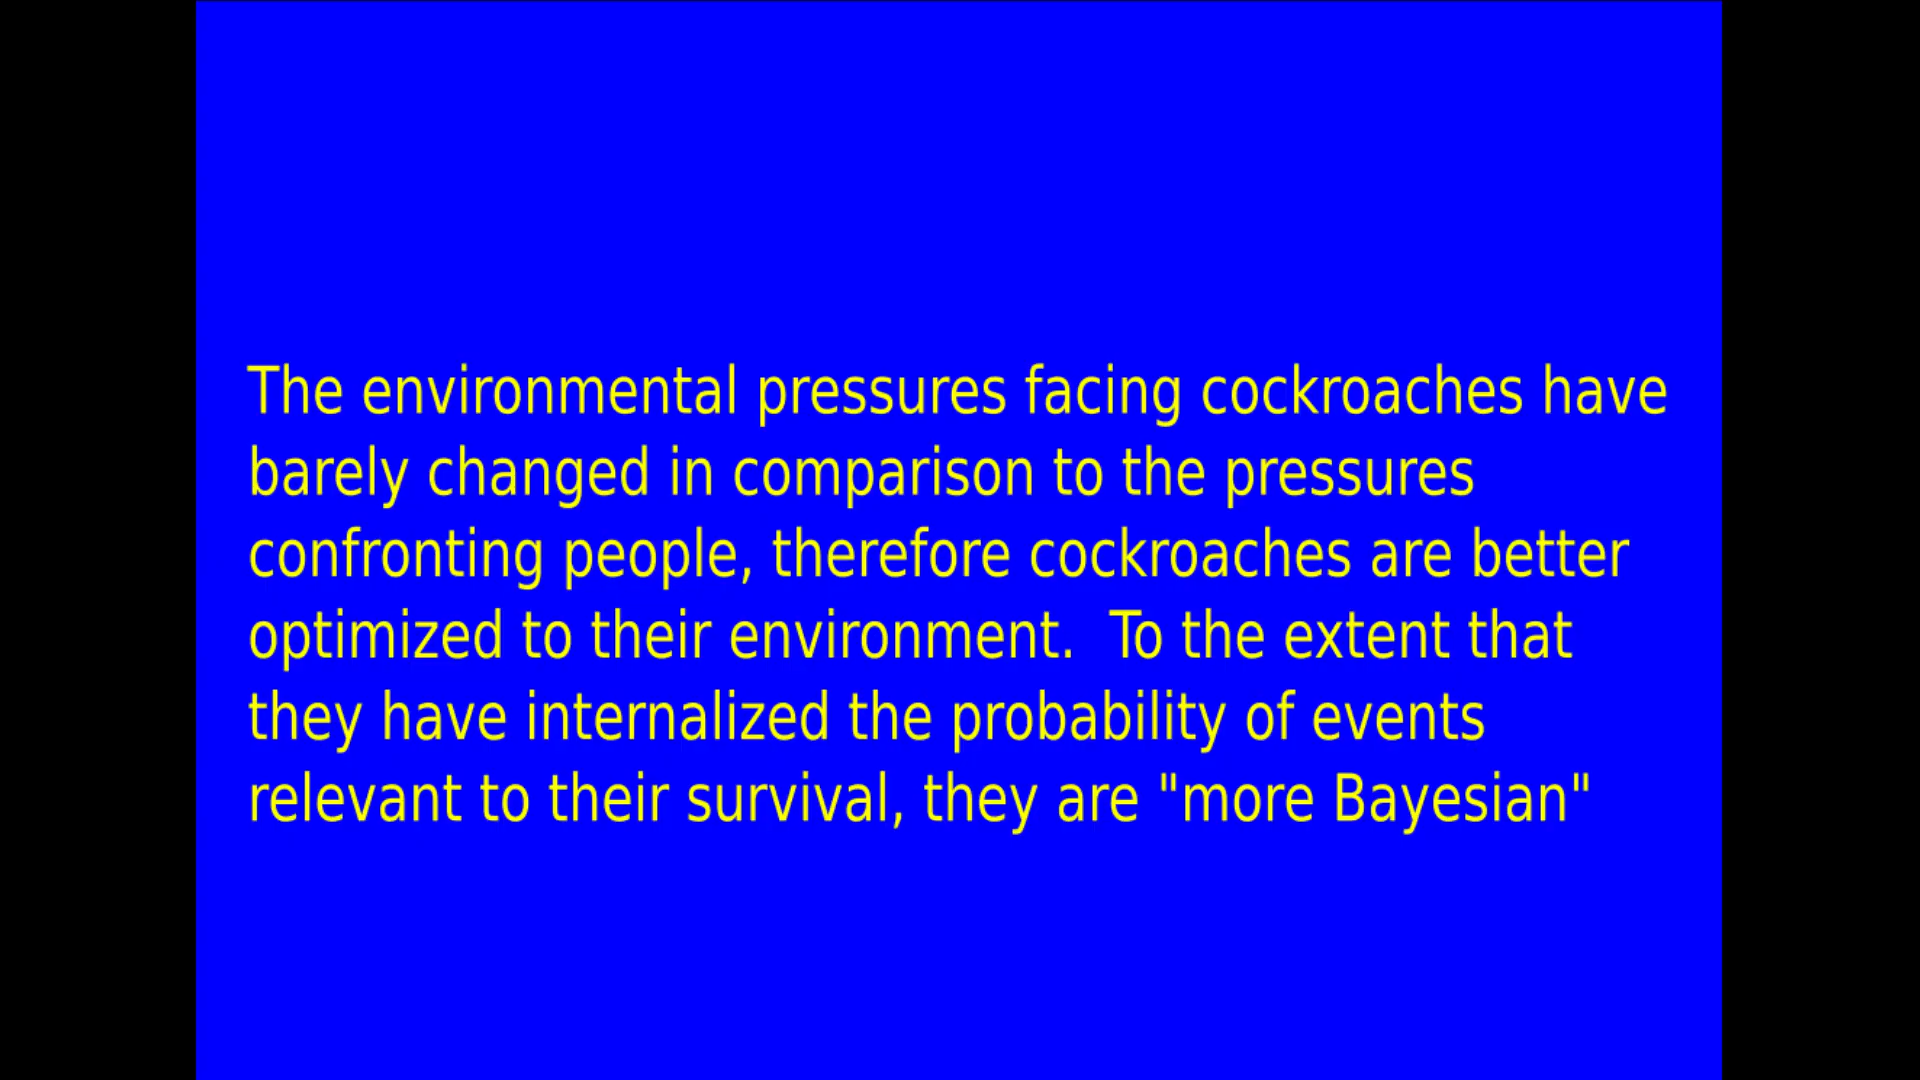 The environmental pressures facing cockroaches have
barely changed in comparison to the pressures
confronting people, therefore cockroaches are better
optimized to their environment.  To the extent that
they have internalized the probability of events
relevant to their survival, they are "more Bayesian"